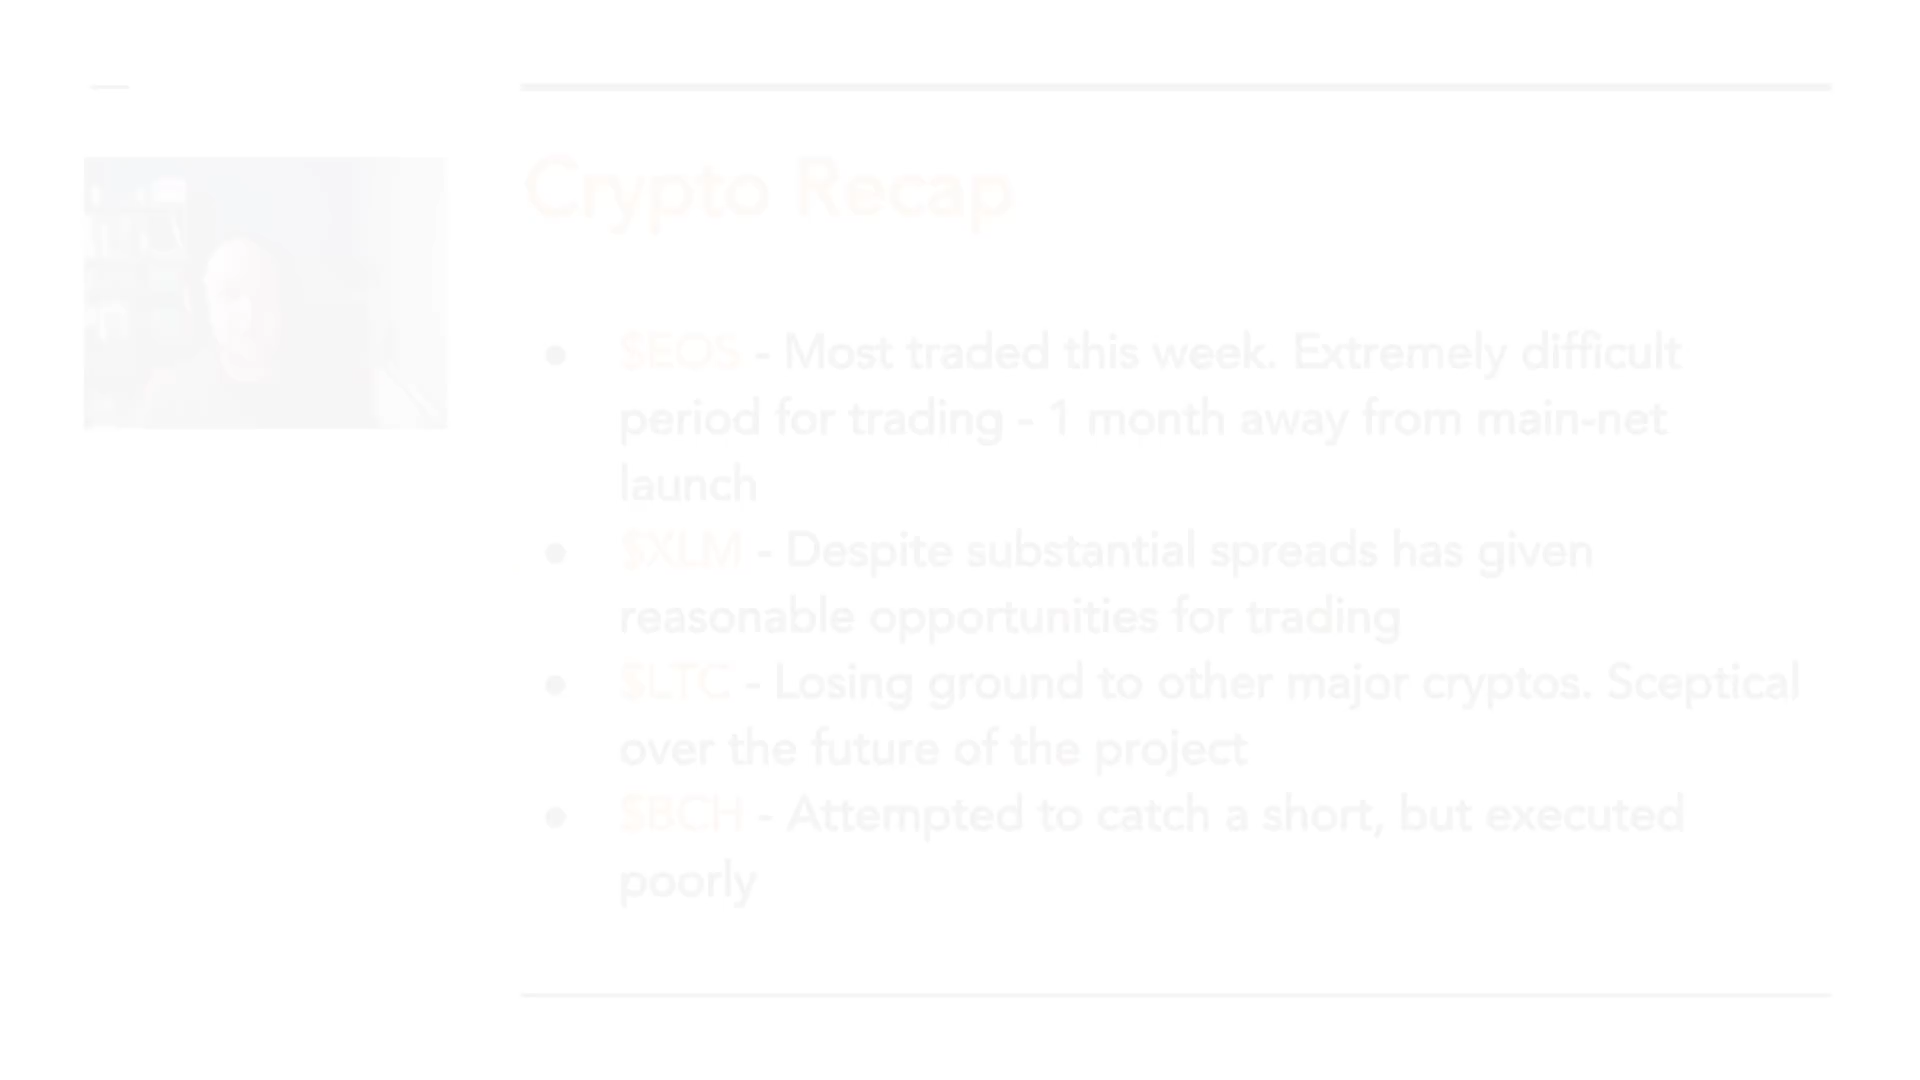 Crypto Recap
● $EOS - Most traded this week. Extremely difficult
period for trading - 1 month away from main-net
launch
● $XLM - Despite substantial spreads has given
reasonable opportunities for trading
● $LTC - Losing ground to other major cryptos. Sceptical
over the future of the project
● $BCH - Attempted to catch a short, but executed
poorly